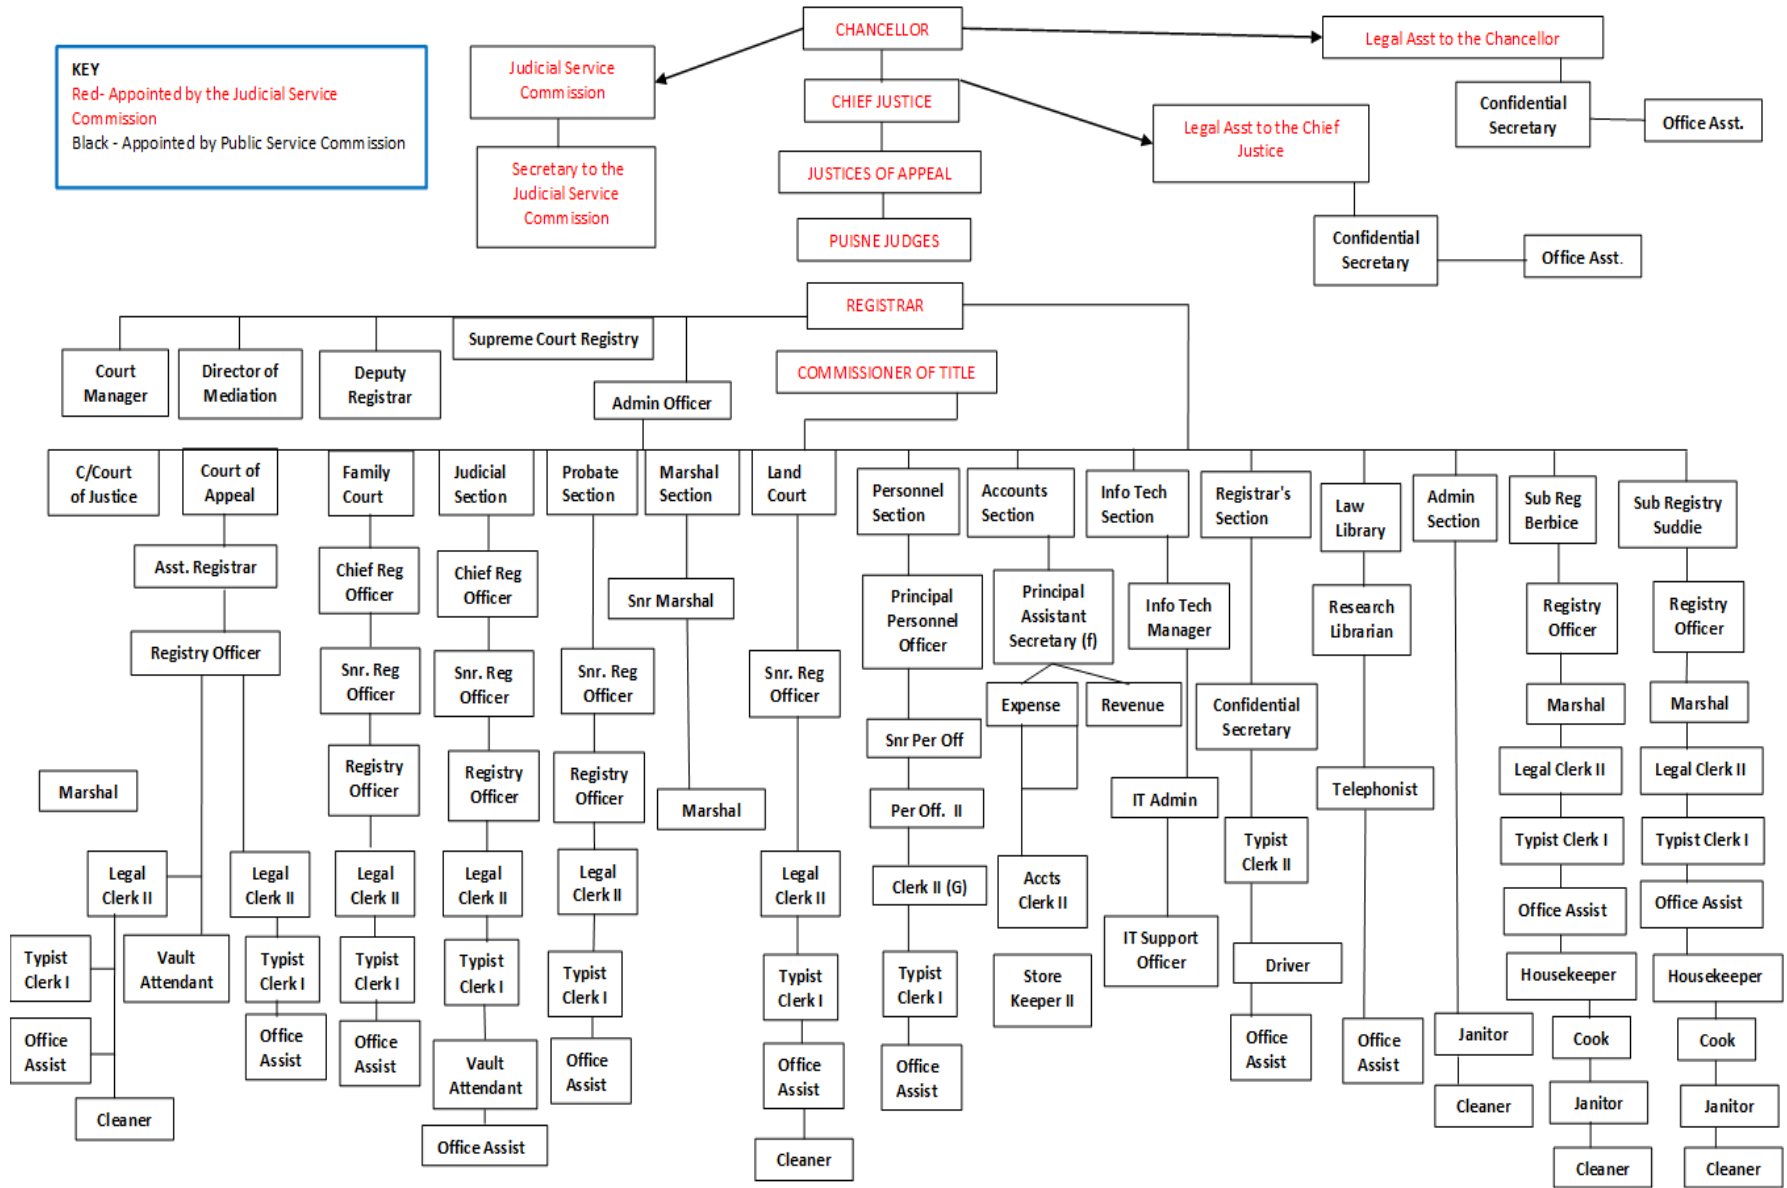 CHANCELLOR
Legal Asst to the Chancellor
KEY
Red- Appointed by the Judicial Service
Commission
Black - Appointed by Public Service Commission
Judicial Service
Commission
CHIEF JUSTICE
Confidential
Secretary
Office Asst.
Legal Asst to the Chief
Justice
Secretary to the
Judicial Service
Commission
JUSTICES OF APPEAL
PUISNE JUDGES
Confidential
Secretary
Office Asst.
REGISTRAR
Supreme Court Registry
Court
Manager
Director of
Mediation
Deputy
Registrar
COMMISSIONER OF TITLE
Admin Officer
C/Court
of Justice
Court of
Appeal
Family
Court
Judicial
Section
Probate
Section
Marshal
Section
Land
Court
Personnel
Section
Accounts
Section
Info Tech
Section
Registrar's
Section
Law
Library
Admin
Section
Sub Reg
Berbice
Sub Registry
Suddie
Asst. Registrar
Registry Officer
Marshal
Legal
Clerk II
Typist
Clerk I
Office
Assist
Cleaner
Vault
Attendant
Legal
Clerk II
Typist
Clerk I
Office
Assist
Chief Reg
Officer
Snr. Reg
Officer
Registry
Officer
Legal
Clerk II
Typist
Clerk I
Office
Assist
Chief Reg
Officer
Snr. Reg
Officer
Registry
Officer
Legal
Clerk II
Typist
Clerk I
Vault
Attendant
Office Assist
Snr. Reg
Officer
Registry
Officer
Legal
Clerk II
Typist
Clerk I
Office
Assist
Snr Marshal
Marshal
Snr. Reg
Officer
Legal
Clerk II
Typist
Clerk I
Office
Assist
Cleaner
Principal
Personnel
Officer
Snr Per Off
Per Off. II
Clerk II (G)
Typist
Clerk I
Office
Assist
Principal
Assistant
Secretary (f)
Expense
Revenue
Accts
Clerk II
Store
Keeper II
Info Tech
Manager
IT Admin
IT Support
Officer
Confidential
Secretary
Typist
Clerk II
Driver
Office
Assist
Research
Librarian
Telephonist
Office
Assist
Janitor
Cleaner
Registry
Officer
Marshal
Legal Clerk II
Typist Clerk I
Office Assist
Housekeeper
Cook
Janitor
Cleaner
Registry
Officer
Marshal
Legal Clerk II
Typist Clerk I
Office Assist
Housekeeper
Cook
Janitor
Cleaner